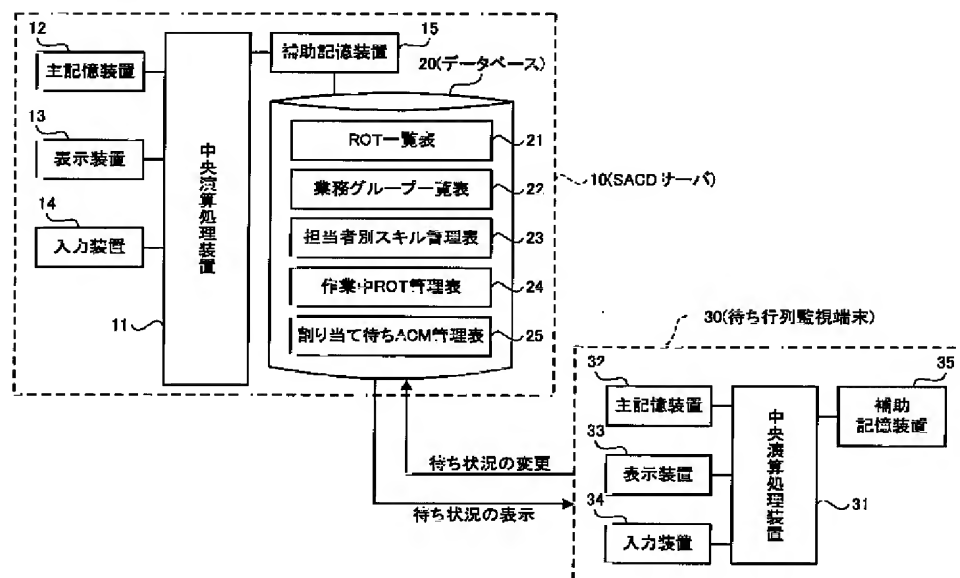 12
主記憶装置
13
表示装置
14
入力装置
中央演算処理装置
11
15
補助記憶装置
20(データベース)
ROT一覧表
21
業務グループ一覧表
22
担当者別スキル管理表
23
作業中ROT管理表
24
割り当て待ちACM管理表
25
10(SACDサーバ)
30(待ち行列監視端末)
待ち状況の変更
待ち状況の表示
32
主記憶装置
33
表示装置
34
入力装置
中央演算処理装置
31
35
補助
記憶装置